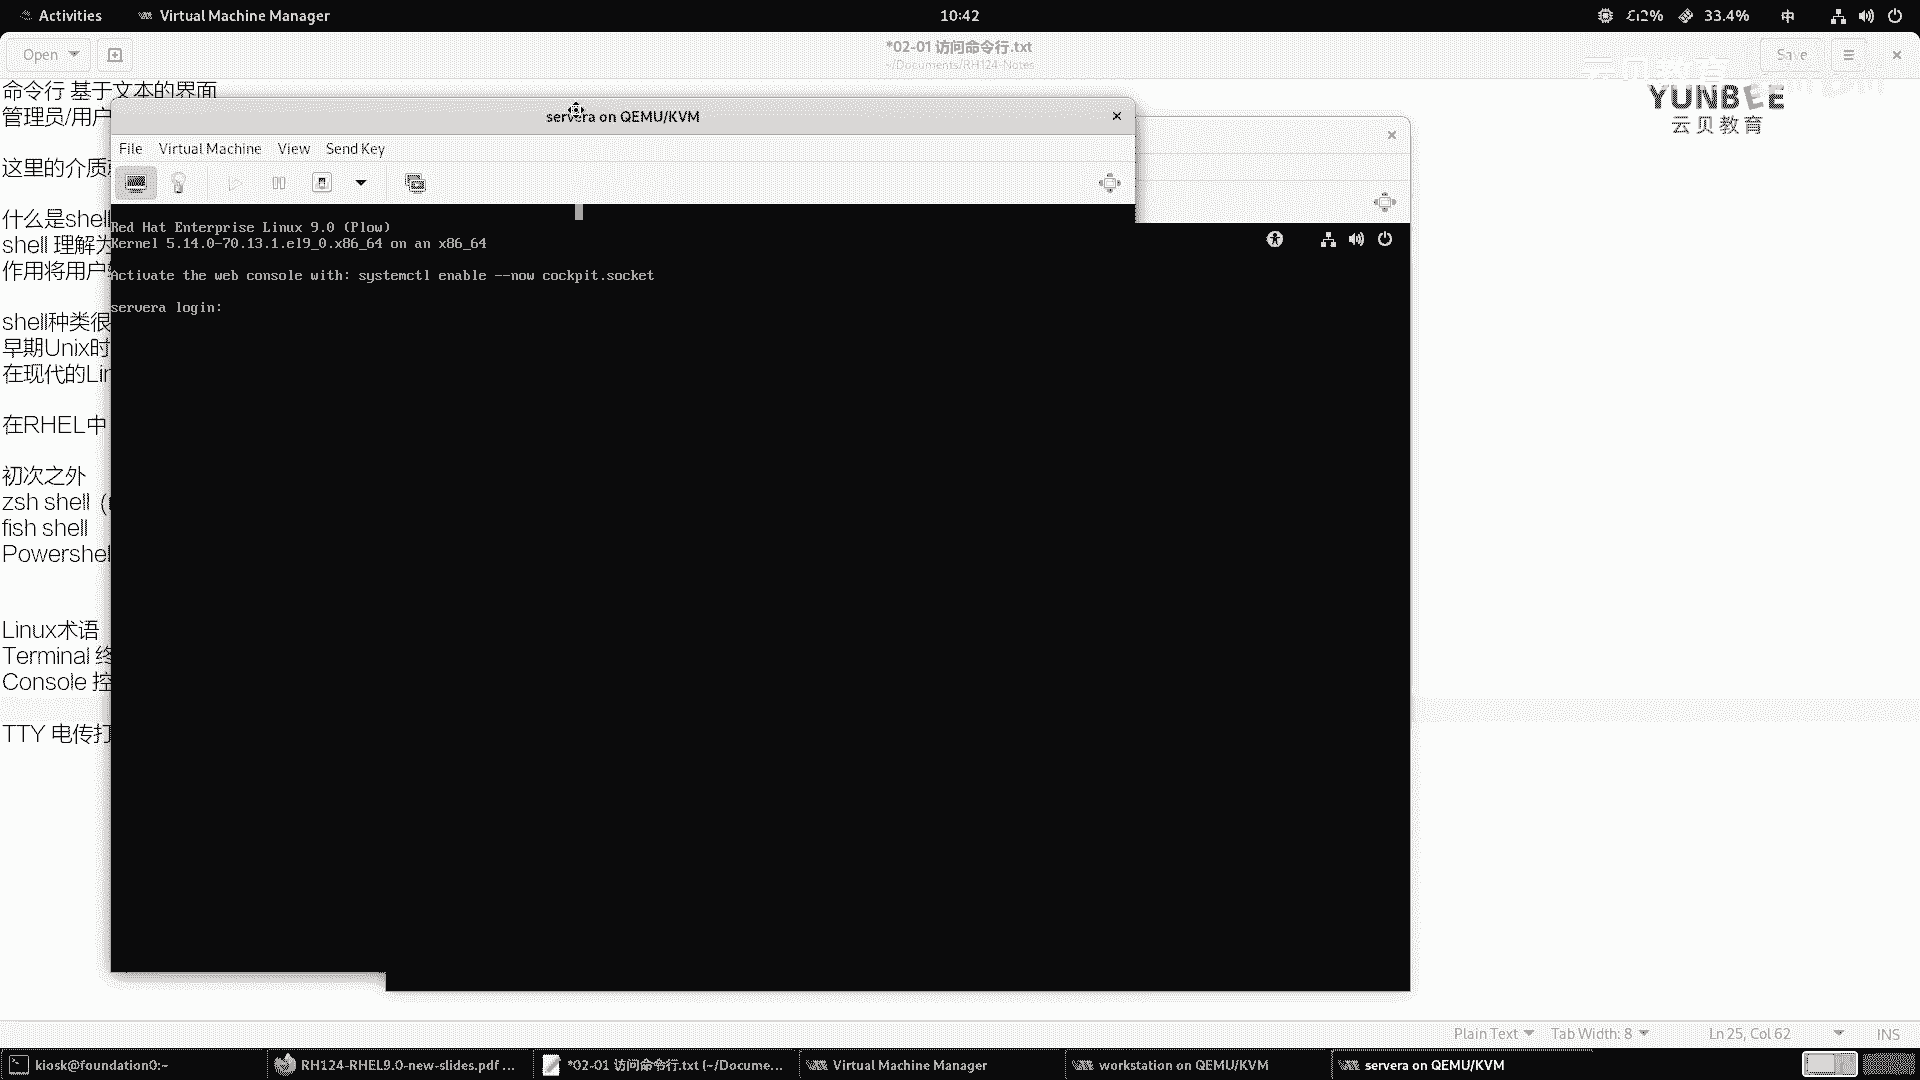 Activities
Virtual Machine Manager
10:42
33.4%
中
Open
*02-01 访问命令行.txt
~/Documents/RH124-Notes
Save
YUNBEE
云贝教育
命令行 基于文本的界面
管理员/用户
这里的介质
什么是shell
shell 理解为
作用将用户
shell种类很
早期Unix时
在现代的Lin
在RHEL中
初次之外
zsh shell (
fish shell
Powershel
Linux术语
Terminal 终
Console 控
TTY 电传打
servera on QEMU/KVM
File Virtual Machine View Send Key
Red Hat Enterprise Linux 9.0 (Plow)
Kernel 5.14.0-70.13.1.el9_0.x86_64 on an x86_64
Activate the web console with: systemctl enable --now cockpit.socket
servera login:
Plain Text
Tab Width: 8
Ln 25, Col 62
INS
kiosk@foundation0:~
RH124-RHEL9.0-new-slides.pdf ...
*02-01 访问命令行.txt (~/Docume...
Virtual Machine Manager
workstation on QEMU/KVM
servera on QEMU/KVM